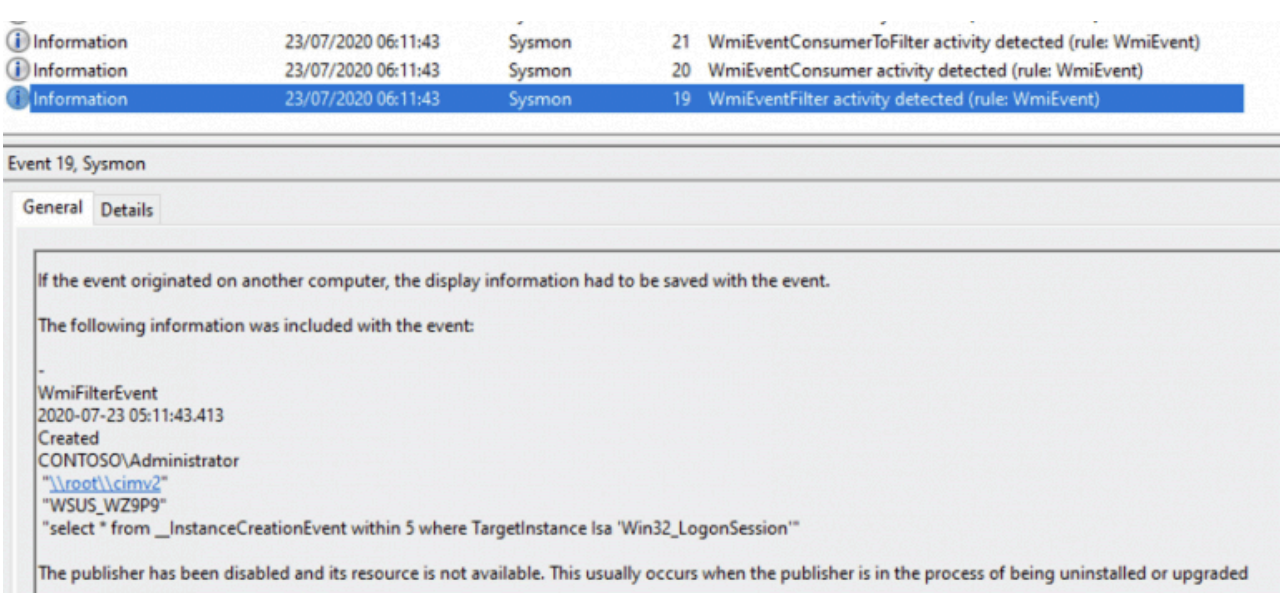 Information 23/07/2020 06:11:43 Sysmon 21 WmiEventConsumerToFilter activity detected (rule: WmiEvent)
Information 23/07/2020 06:11:43 Sysmon 20 WmiEventConsumer activity detected (rule: WmiEvent)
Information 23/07/2020 06:11:43 Sysmon 19 WmiEventFilter activity detected (rule: WmiEvent)
Event 19, Sysmon
General Details
If the event originated on another computer, the display information had to be saved with the event.
The following information was included with the event:
-
WmiFilterEvent
2020-07-23 05:11:43.413
Created
CONTOSO\Administrator
"\\root\\cimv2"
"WSUS_WZ9P9"
"select * from __InstanceCreationEvent within 5 where TargetInstance Isa 'Win32_LogonSession'"
The publisher has been disabled and its resource is not available. This usually occurs when the publisher is in the process of being uninstalled or upgraded